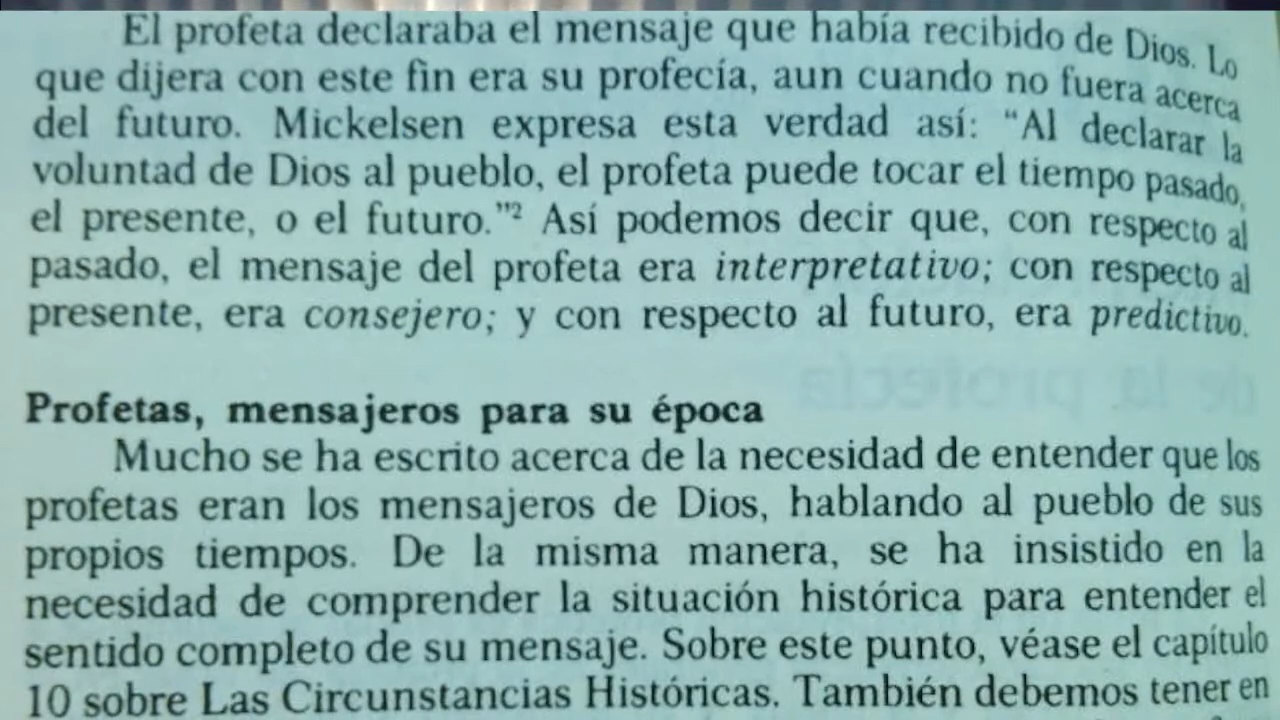 El profeta declaraba el mensaje que había recibido de Dios. Lo
que dijera con este fin era su profecía, aun cuando no fuera acerca
del futuro. Mickelsen expresa esta verdad así: “Al declarar la
voluntad de Dios al pueblo, el profeta puede tocar el tiempo pasado,
el presente, o el futuro.”² Así podemos decir que, con respecto al
pasado, el mensaje del profeta era interpretativo; con respecto al
presente, era consejero; y con respecto al futuro, era predictivo.
Profetas, mensajeros para su época
Mucho se ha escrito acerca de la necesidad de entender que los
profetas eran los mensajeros de Dios, hablando al pueblo de sus
propios tiempos. De la misma manera, se ha insistido en la
necesidad de comprender la situación histórica para entender el
sentido completo de su mensaje. Sobre este punto, véase el capítulo
10 sobre Las Circunstancias Históricas. También debemos tener en